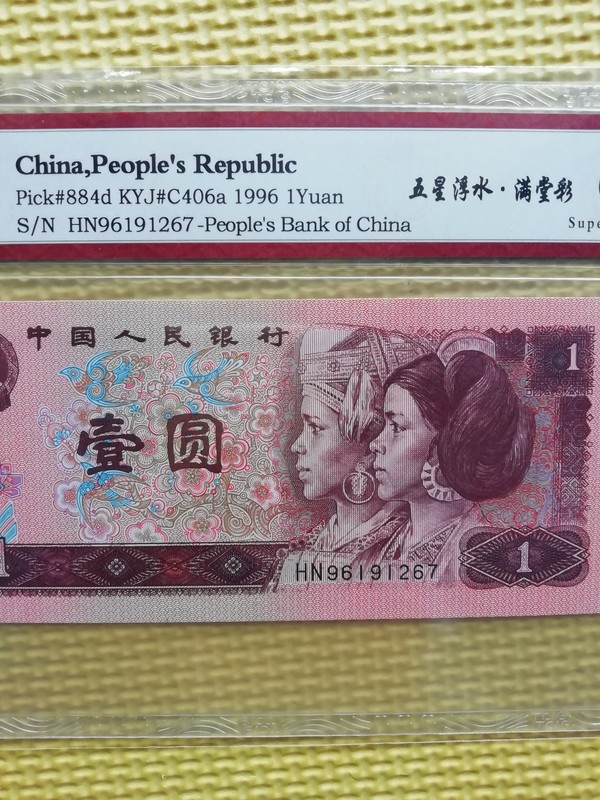 China,People's Republic
Pick#884d KYJ#C406a 1996 1Yuan
五星浮水·满堂彩
S/N HN96191267-People's Bank of China
Supe
中国人民银行
1
壹圆
HN96191267
1
1